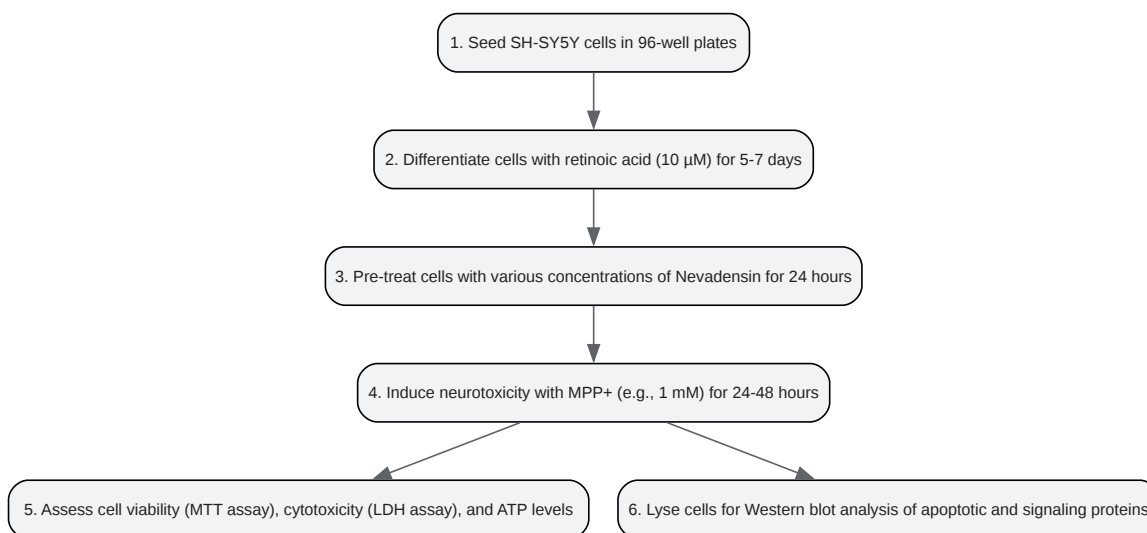 1. Seed SH-SY5Y cells in 96-well plates
2. Differentiate cells with retinoic acid (10 µM) for 5-7 days
3. Pre-treat cells with various concentrations of Nevadensin for 24 hours
4. Induce neurotoxicity with MPP+ (e.g., 1 mM) for 24-48 hours
5. Assess cell viability (MTT assay), cytotoxicity (LDH assay), and ATP levels
6. Lyse cells for Western blot analysis of apoptotic and signaling proteins